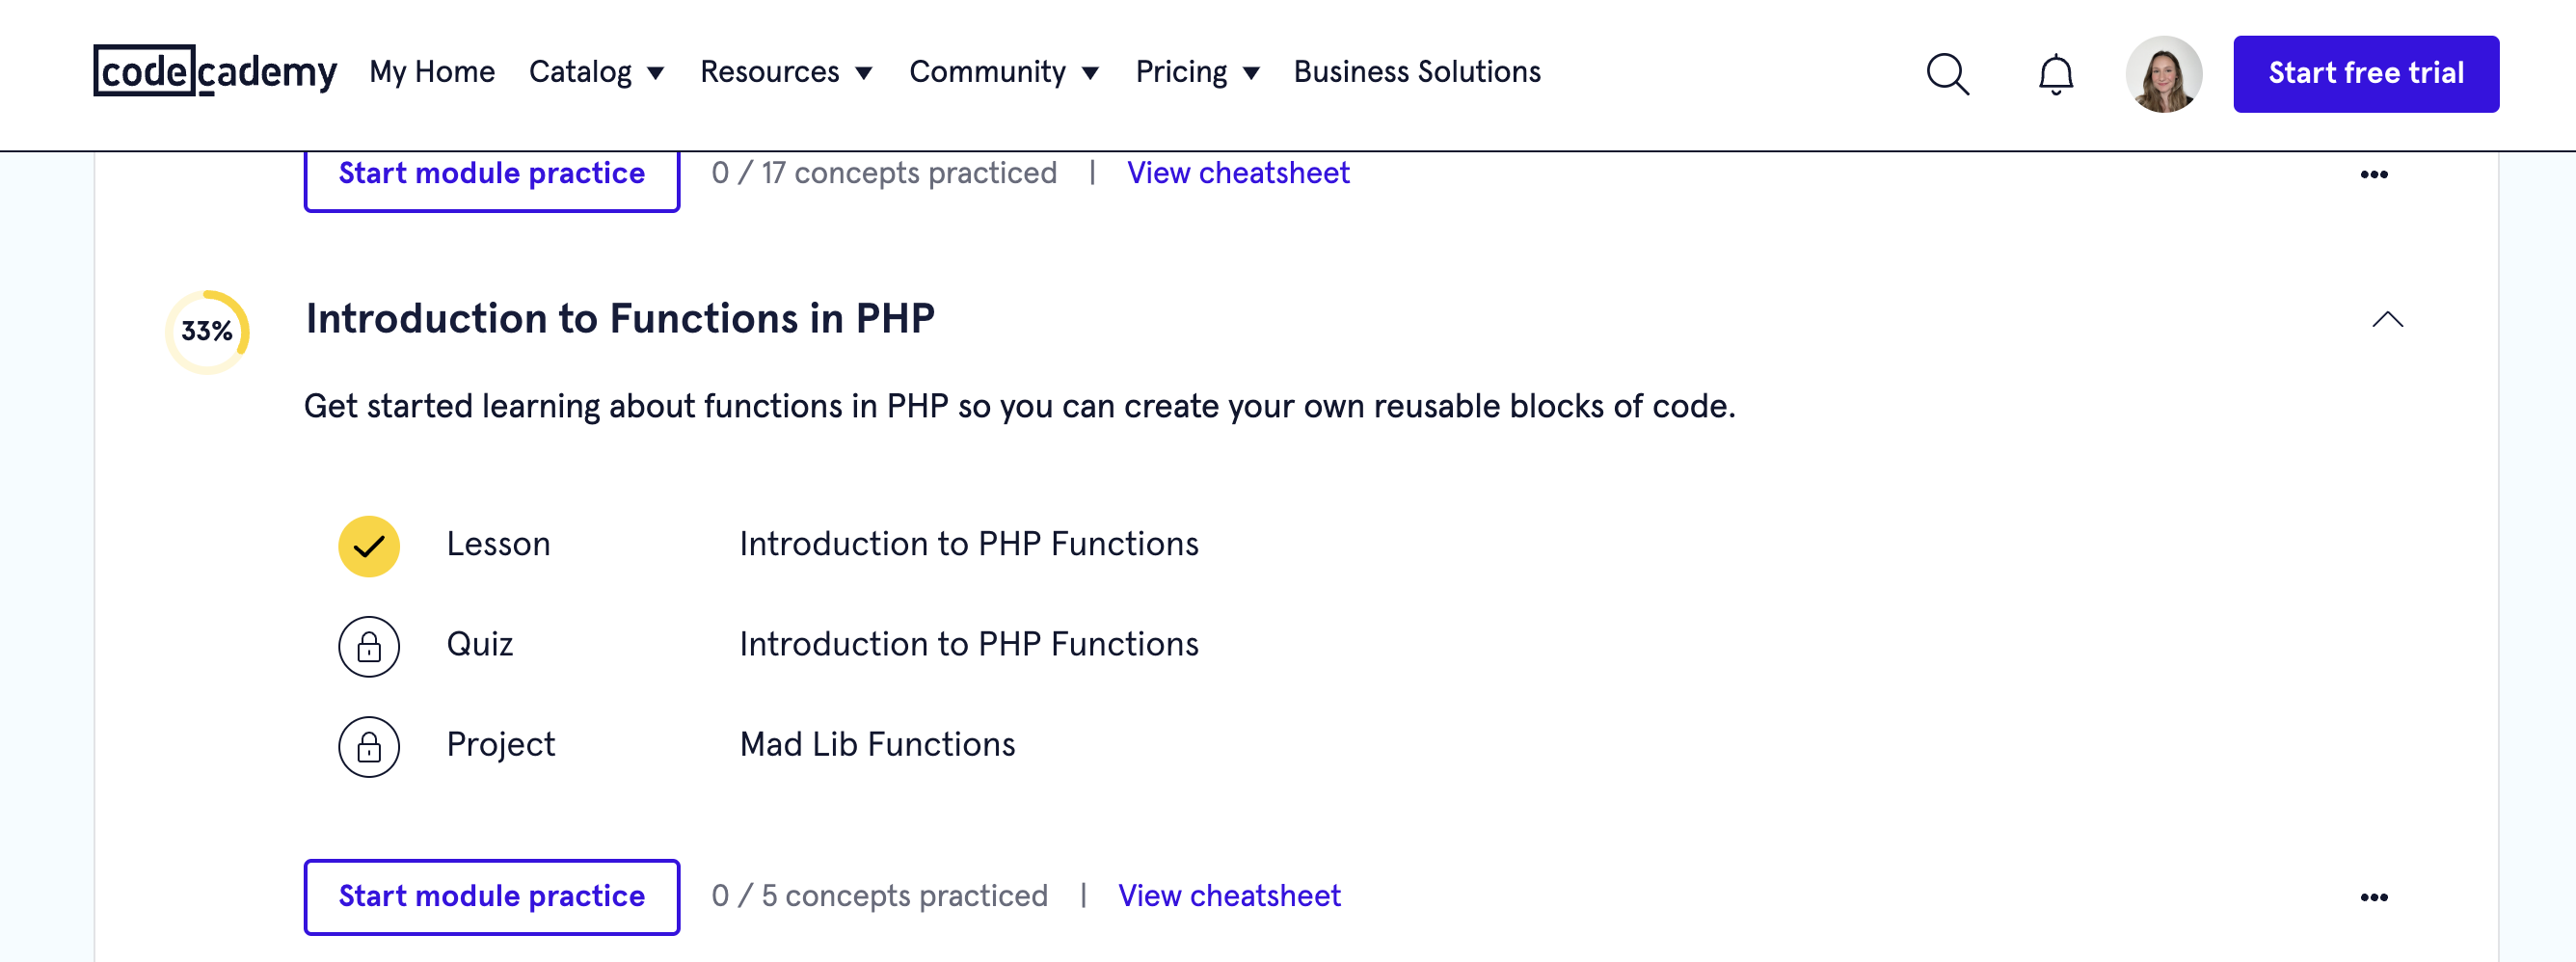 codecademy My Home Catalog Resources Community Pricing Business Solutions Start free trial
Start module practice 0 / 17 concepts practiced | View cheatsheet
33% Introduction to Functions in PHP
Get started learning about functions in PHP so you can create your own reusable blocks of code.
Lesson Introduction to PHP Functions
Quiz Introduction to PHP Functions
Project Mad Lib Functions
Start module practice 0 / 5 concepts practiced | View cheatsheet